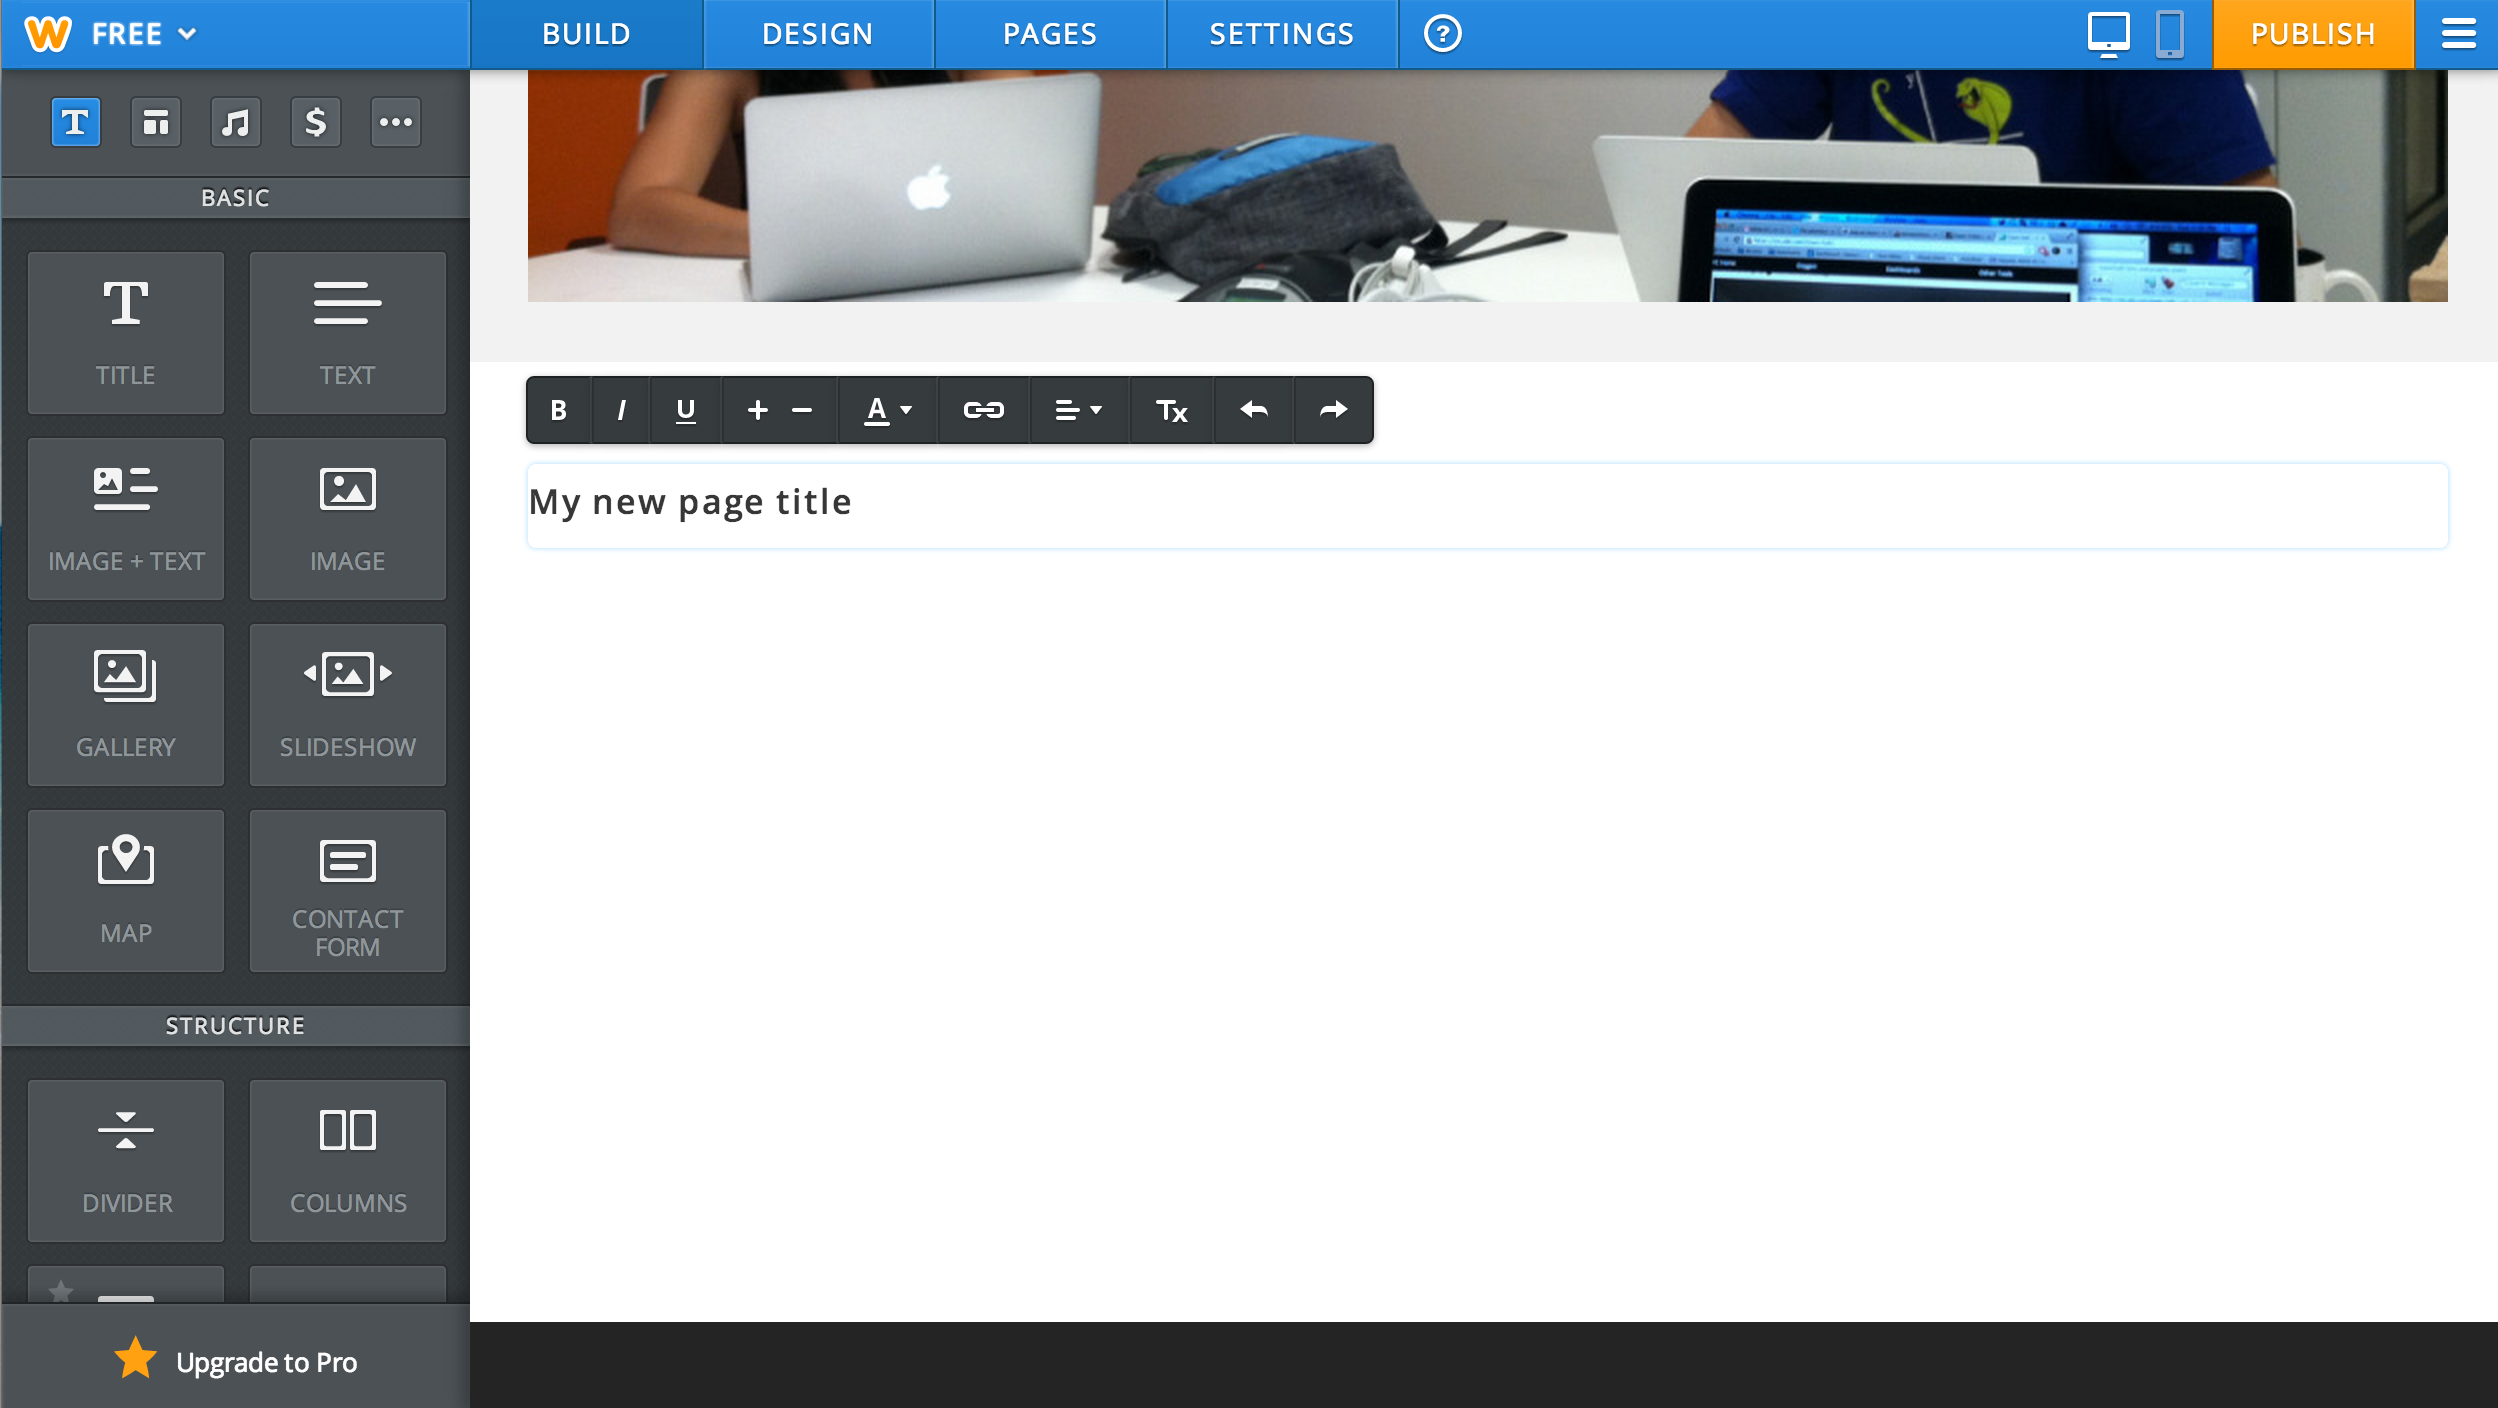 W FREE
BUILD
DESIGN
PAGES
SETTINGS
?
PUBLISH
T
$
BASIC
T
TITLE
TEXT
IMAGE + TEXT
IMAGE
GALLERY
SLIDESHOW
MAP
CONTACT
FORM
STRUCTURE
DIVIDER
COLUMNS
Upgrade to Pro
B I U + − A Tx
My new page title